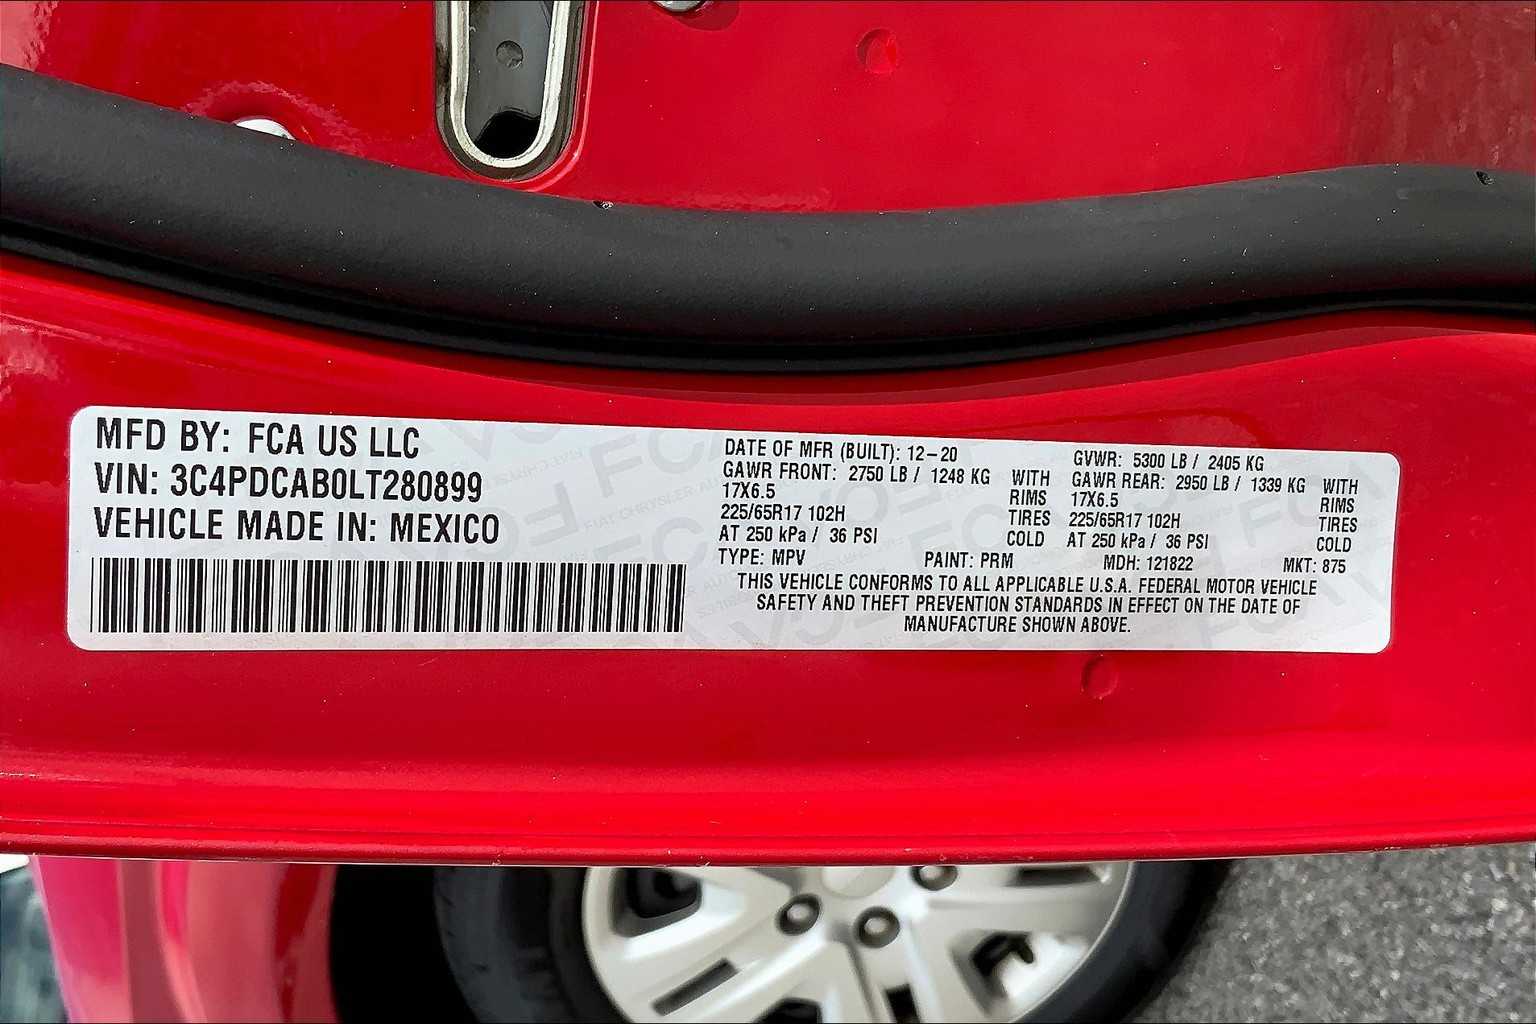 MFD BY: FCA US LLC
VIN: 3C4PDCAB0LT280899
VEHICLE MADE IN: MEXICO
DATE OF MFR (BUILT): 12-20
GAWR FRONT: 2750 LB / 1248 KG WITH
17X6.5 RIMS
225/65R17 102H TIRES
AT 250 kPa / 36 PSI COLD
GVWR: 5300 LB / 2405 KG
GAWR REAR: 2950 LB / 1339 KG WITH
17X6.5 RIMS
225/65R17 102H TIRES
AT 250 kPa / 36 PSI COLD
TYPE: MPV PAINT: PRM MDH: 121822 MKT: 875
THIS VEHICLE CONFORMS TO ALL APPLICABLE U.S.A. FEDERAL MOTOR VEHICLE
SAFETY AND THEFT PREVENTION STANDARDS IN EFFECT ON THE DATE OF
MANUFACTURE SHOWN ABOVE.